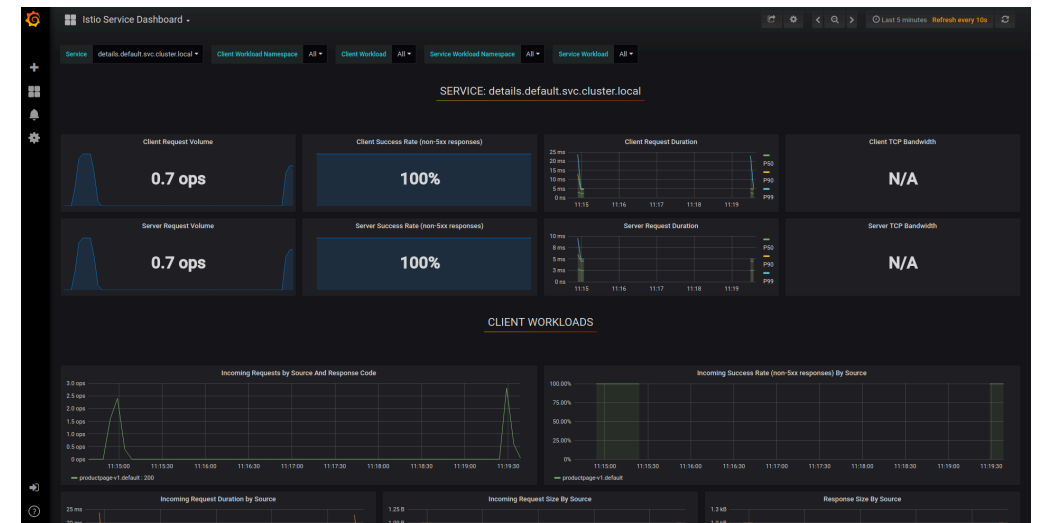 Istio Service Dashboard
Last 5 minutes Refresh every 10s
Service details.default.svc.cluster.local Client Workload Namespace All Client Workload All Service Workload Namespace All Service Workload All
SERVICE: details.default.svc.cluster.local
Client Request Volume
0.7 ops
Client Success Rate (non-5xx responses)
100%
Client Request Duration
25 ms
20 ms
15 ms
10 ms
5 ms
0 ns
11:15 11:16 11:17 11:18 11:19
P50
P90
P99
Client TCP Bandwidth
N/A
Server Request Volume
0.7 ops
Server Success Rate (non-5xx responses)
100%
Server Request Duration
10 ms
8 ms
5 ms
3 ms
0 ns
11:15 11:16 11:17 11:18 11:19
P50
P90
P99
Server TCP Bandwidth
N/A
CLIENT WORKLOADS
Incoming Requests by Source And Response Code
3.0 ops
2.5 ops
2.0 ops
1.5 ops
1.0 ops
0.5 ops
0 ops
11:15:00 11:15:30 11:16:00 11:16:30 11:17:00 11:17:30 11:18:00 11:18:30 11:19:00 11:19:30
productpage-v1.default : 200
Incoming Success Rate (non-5xx responses) By Source
100.00%
75.00%
50.00%
25.00%
0%
11:15:00 11:15:30 11:16:00 11:16:30 11:17:00 11:17:30 11:18:00 11:18:30 11:19:00 11:19:30
productpage-v1.default
Incoming Request Duration by Source
25 ms
Incoming Request Size By Source
1.25 B
Response Size By Source
1.3 kB